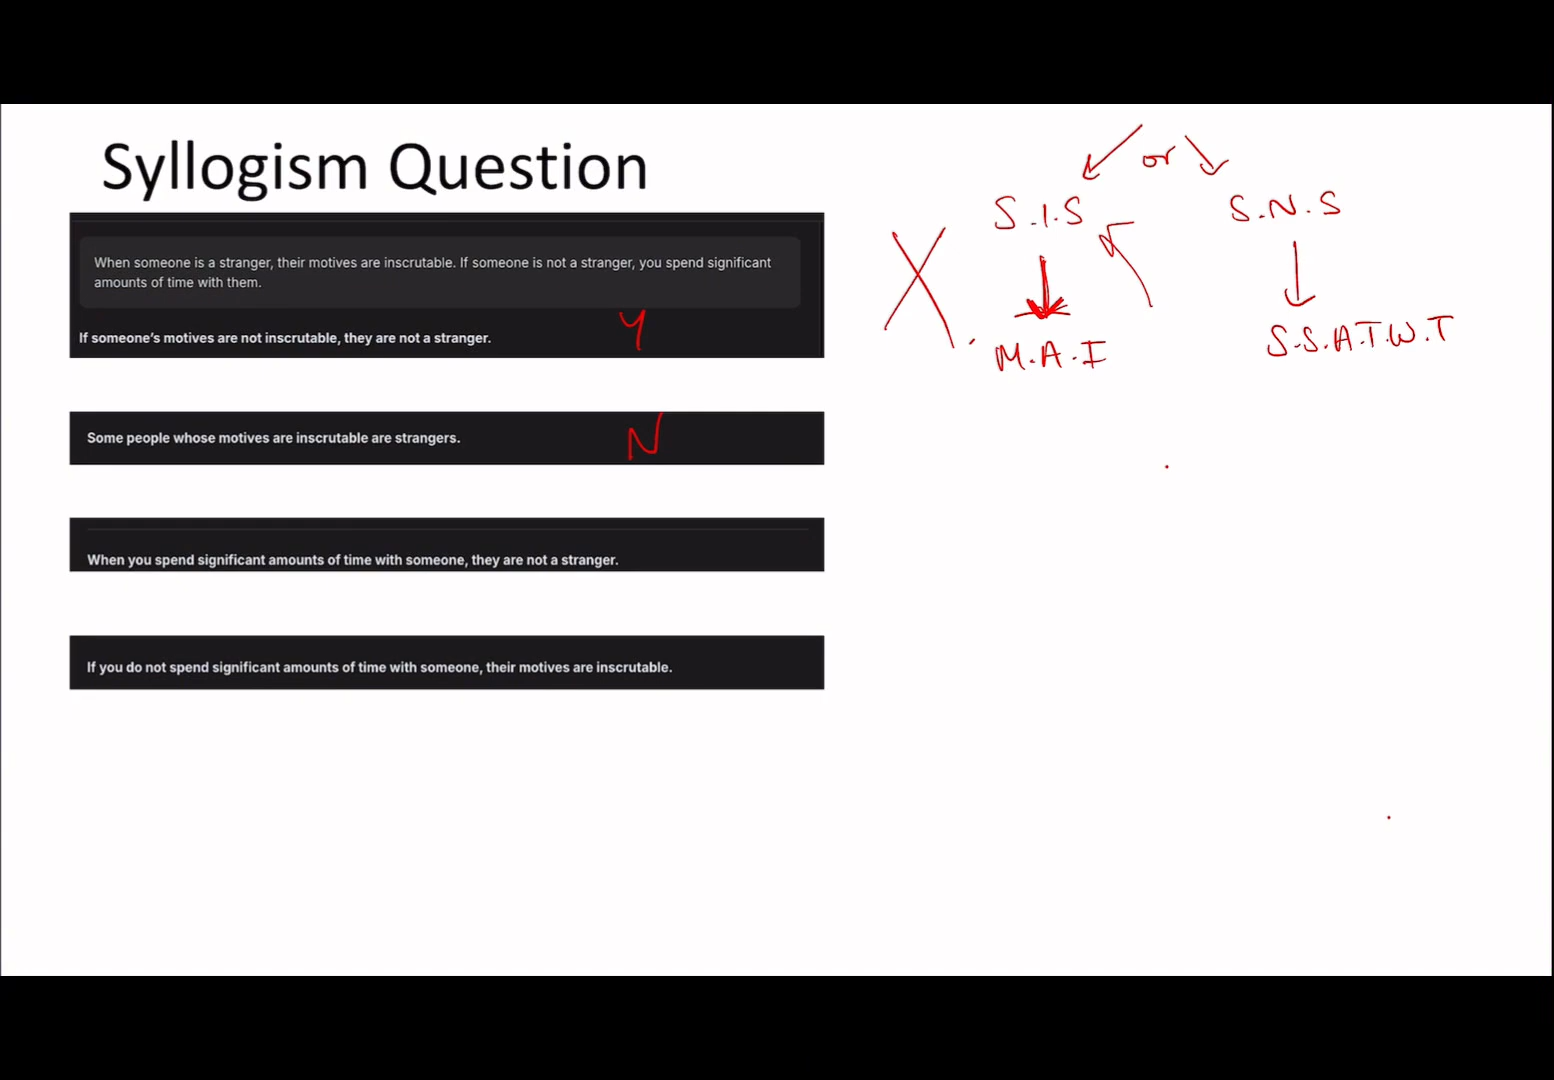 Syllogism Question
When someone is a stranger, their motives are inscrutable. If someone is not a stranger, you spend significant
amounts of time with them.
If someone's motives are not inscrutable, they are not a stranger.
Y
Some people whose motives are inscrutable are strangers.
N
When you spend significant amounts of time with someone, they are not a stranger.
If you do not spend significant amounts of time with someone, their motives are inscrutable.
or
S.I.S
S.N.S
M.A.I
S.S.A.T.W.T